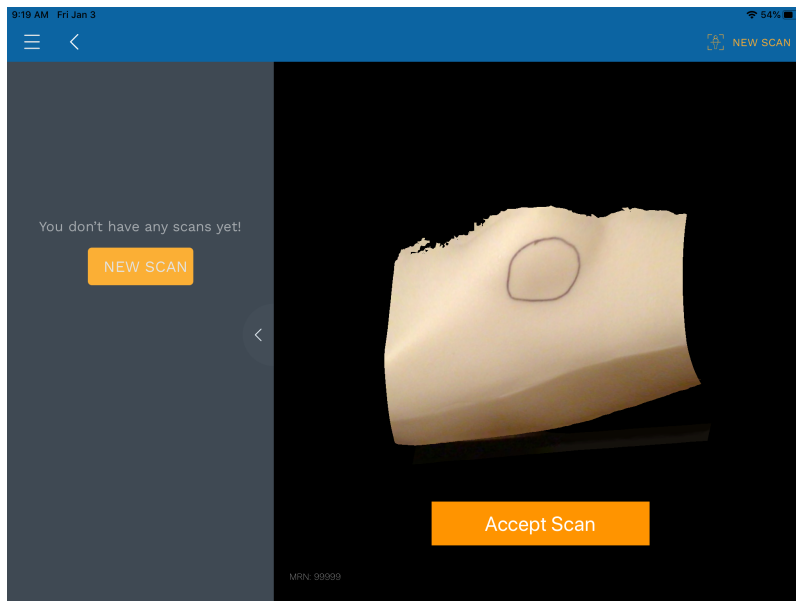 9:19 AM Fri Jan 3
54%
NEW SCAN
You don't have any scans yet!
NEW SCAN
Accept Scan
MRN: 99999